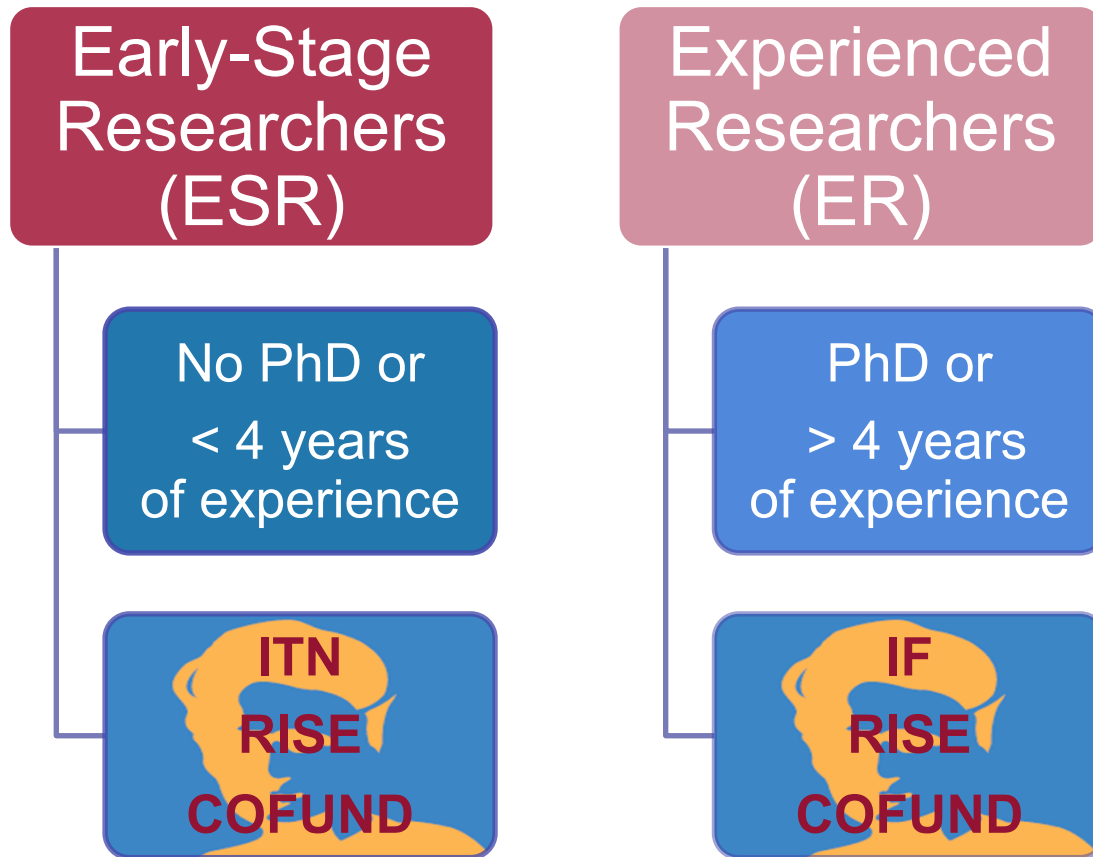 Early-Stage
Researchers
(ESR)
No PhD or
< 4 years
of experience
ITN
RISE
COFUND
Experienced
Researchers
(ER)
PhD or
> 4 years
of experience
IF
RISE
COFUND